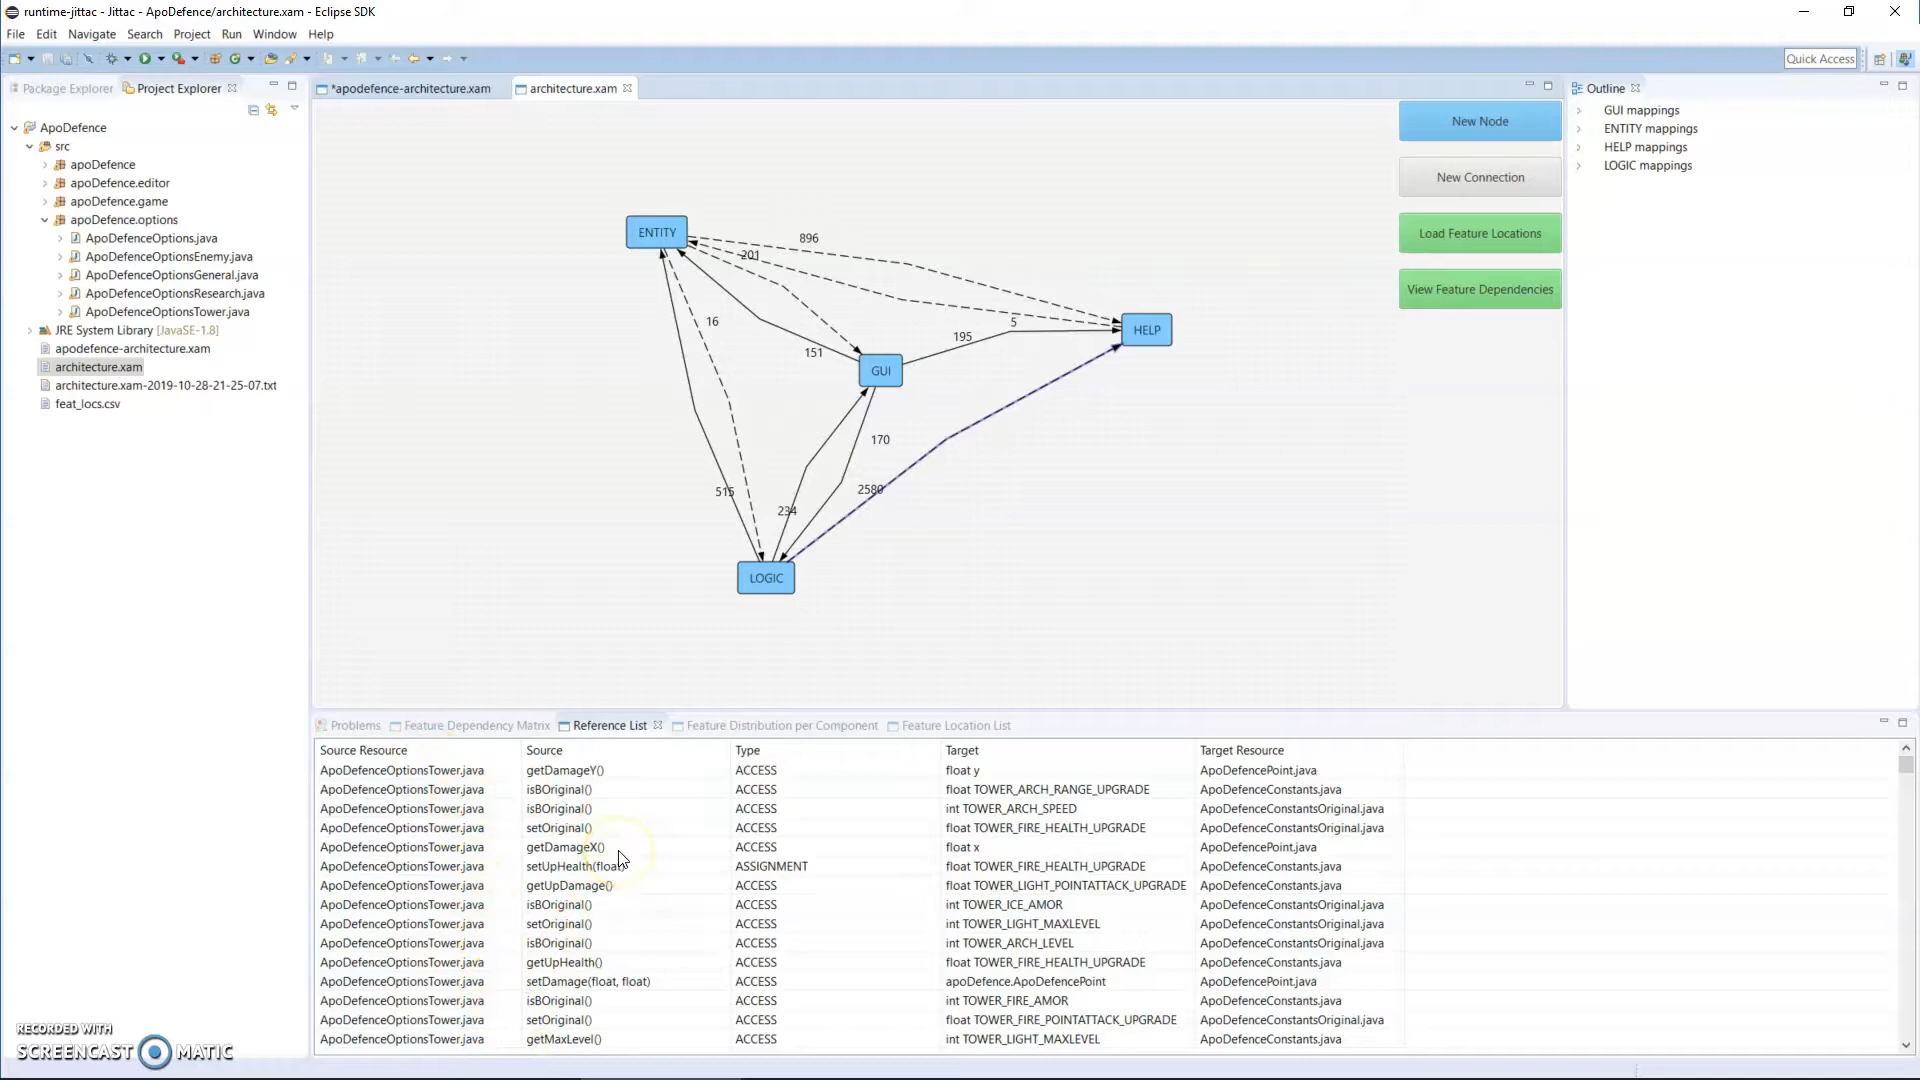 runtime-jittac - Jittac - ApoDefence/architecture.xam - Eclipse SDK
File Edit Navigate Search Project Run Window Help
Quick Access
Package Explorer Project Explorer
ApoDefence
src
apoDefence
apoDefence.editor
apoDefence.game
apoDefence.options
ApoDefenceOptions.java
ApoDefenceOptionsEnemy.java
ApoDefenceOptionsGeneral.java
ApoDefenceOptionsResearch.java
ApoDefenceOptionsTower.java
JRE System Library [JavaSE-1.8]
apodefence-architecture.xam
architecture.xam
architecture.xam-2019-10-28-21-25-07.txt
feat_locs.csv
*apodefence-architecture.xam architecture.xam
ENTITY
896
201
HELP
16
5
195
151
GUI
170
515
2580
234
LOGIC
New Node
New Connection
Load Feature Locations
View Feature Dependencies
Outline
GUI mappings
ENTITY mappings
HELP mappings
LOGIC mappings
Problems Feature Dependency Matrix Reference List Feature Distribution per Component Feature Location List
Source Resource Source Type Target Target Resource
ApoDefenceOptionsTower.java getDamageY() ACCESS float y ApoDefencePoint.java
ApoDefenceOptionsTower.java isBOriginal() ACCESS float TOWER_ARCH_RANGE_UPGRADE ApoDefenceConstants.java
ApoDefenceOptionsTower.java isBOriginal() ACCESS int TOWER_ARCH_SPEED ApoDefenceConstantsOriginal.java
ApoDefenceOptionsTower.java setOriginal() ACCESS float TOWER_FIRE_HEALTH_UPGRADE ApoDefenceConstantsOriginal.java
ApoDefenceOptionsTower.java getDamageX() ACCESS float x ApoDefencePoint.java
ApoDefenceOptionsTower.java setUpHealth(float) ASSIGNMENT float TOWER_FIRE_HEALTH_UPGRADE ApoDefenceConstants.java
ApoDefenceOptionsTower.java getUpDamage() ACCESS float TOWER_LIGHT_POINTATTACK_UPGRADE ApoDefenceConstants.java
ApoDefenceOptionsTower.java isBOriginal() ACCESS int TOWER_ICE_AMOR ApoDefenceConstantsOriginal.java
ApoDefenceOptionsTower.java setOriginal() ACCESS int TOWER_LIGHT_MAXLEVEL ApoDefenceConstantsOriginal.java
ApoDefenceOptionsTower.java isBOriginal() ACCESS int TOWER_ARCH_LEVEL ApoDefenceConstantsOriginal.java
ApoDefenceOptionsTower.java getUpHealth() ACCESS float TOWER_FIRE_HEALTH_UPGRADE ApoDefenceConstants.java
ApoDefenceOptionsTower.java setDamage(float, float) ACCESS apoDefence.ApoDefencePoint ApoDefencePoint.java
ApoDefenceOptionsTower.java isBOriginal() ACCESS int TOWER_FIRE_AMOR ApoDefenceConstants.java
ApoDefenceOptionsTower.java setOriginal() ACCESS float TOWER_FIRE_POINTATTACK_UPGRADE ApoDefenceConstantsOriginal.java
ApoDefenceOptionsTower.java getMaxLevel() ACCESS int TOWER_LIGHT_MAXLEVEL ApoDefenceConstants.java
RECORDED WITH
SCREENCAST MATIC